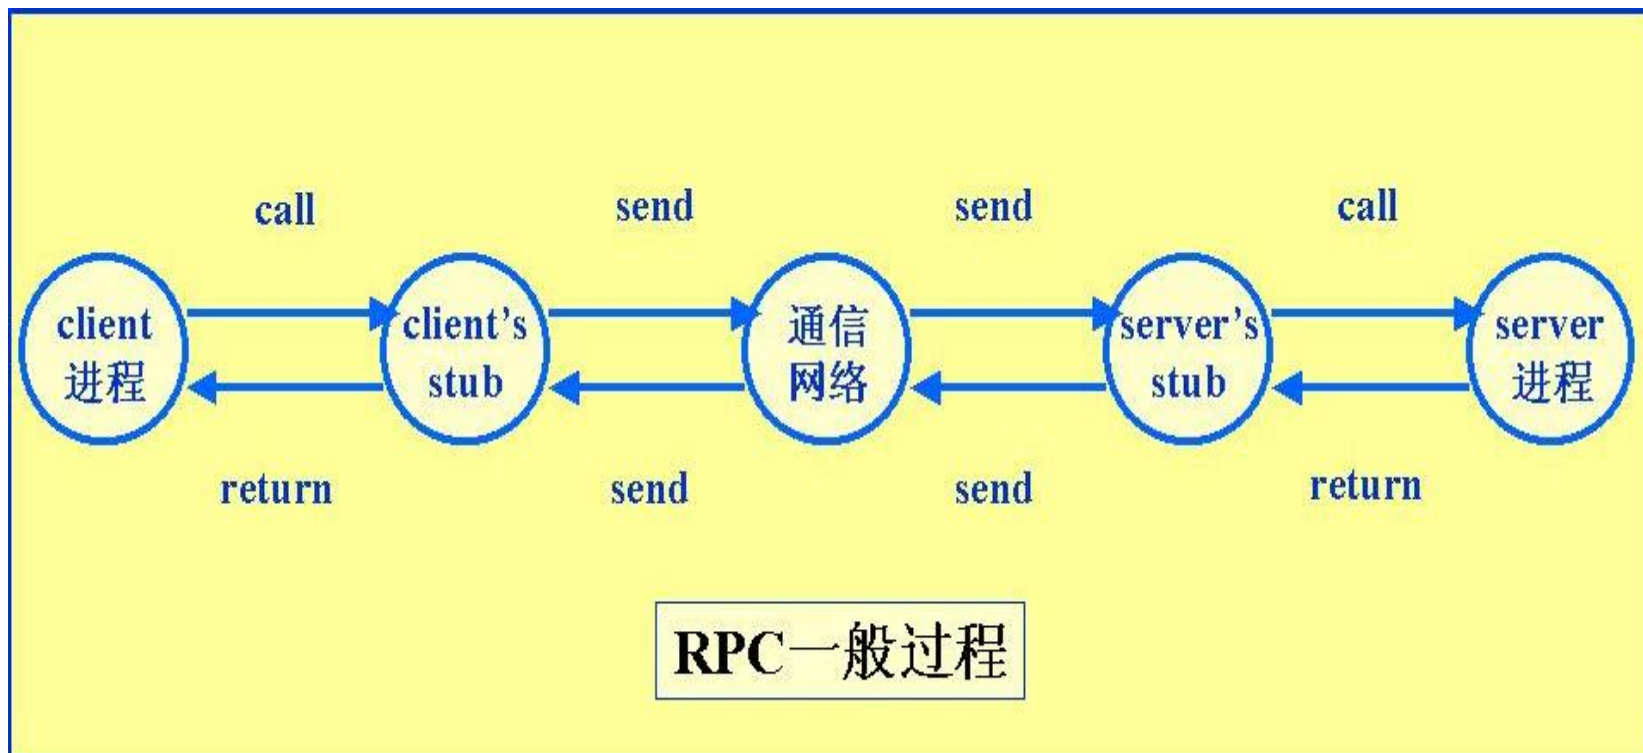 call
send
send
call
client
进程
client’s
stub
通信
网络
server’s
stub
server
进程
return
send
send
return
RPC一般过程